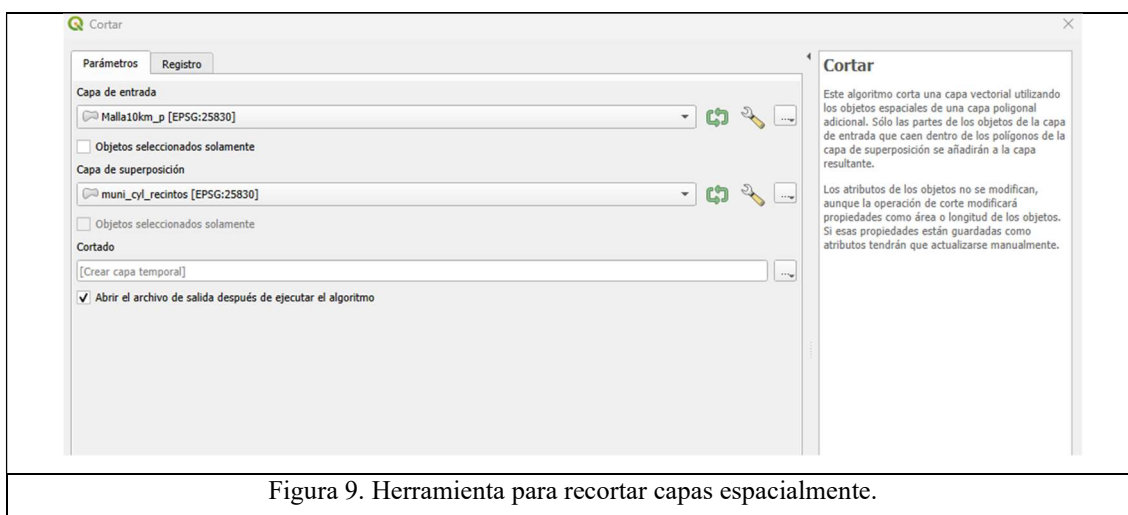 Cortar
Parámetros
Registro
Capa de entrada
Malla10km_p [EPSG:25830]
Objetos seleccionados solamente
Capa de superposición
muni_cyl_recintos [EPSG:25830]
Objetos seleccionados solamente
Cortado
[Crear capa temporal]
Abrir el archivo de salida después de ejecutar el algoritmo
Cortar
Este algoritmo corta una capa vectorial utilizando
los objetos espaciales de una capa poligonal
adicional. Sólo las partes de los objetos de la capa
de entrada que caen dentro de los polígonos de la
capa de superposición se añadirán a la capa
resultante.
Los atributos de los objetos no se modifican,
aunque la operación de corte modificará
propiedades como área o longitud de los objetos.
Si esas propiedades están guardadas como
atributos tendrán que actualizarse manualmente.
Figura 9. Herramienta para recortar capas espacialmente.